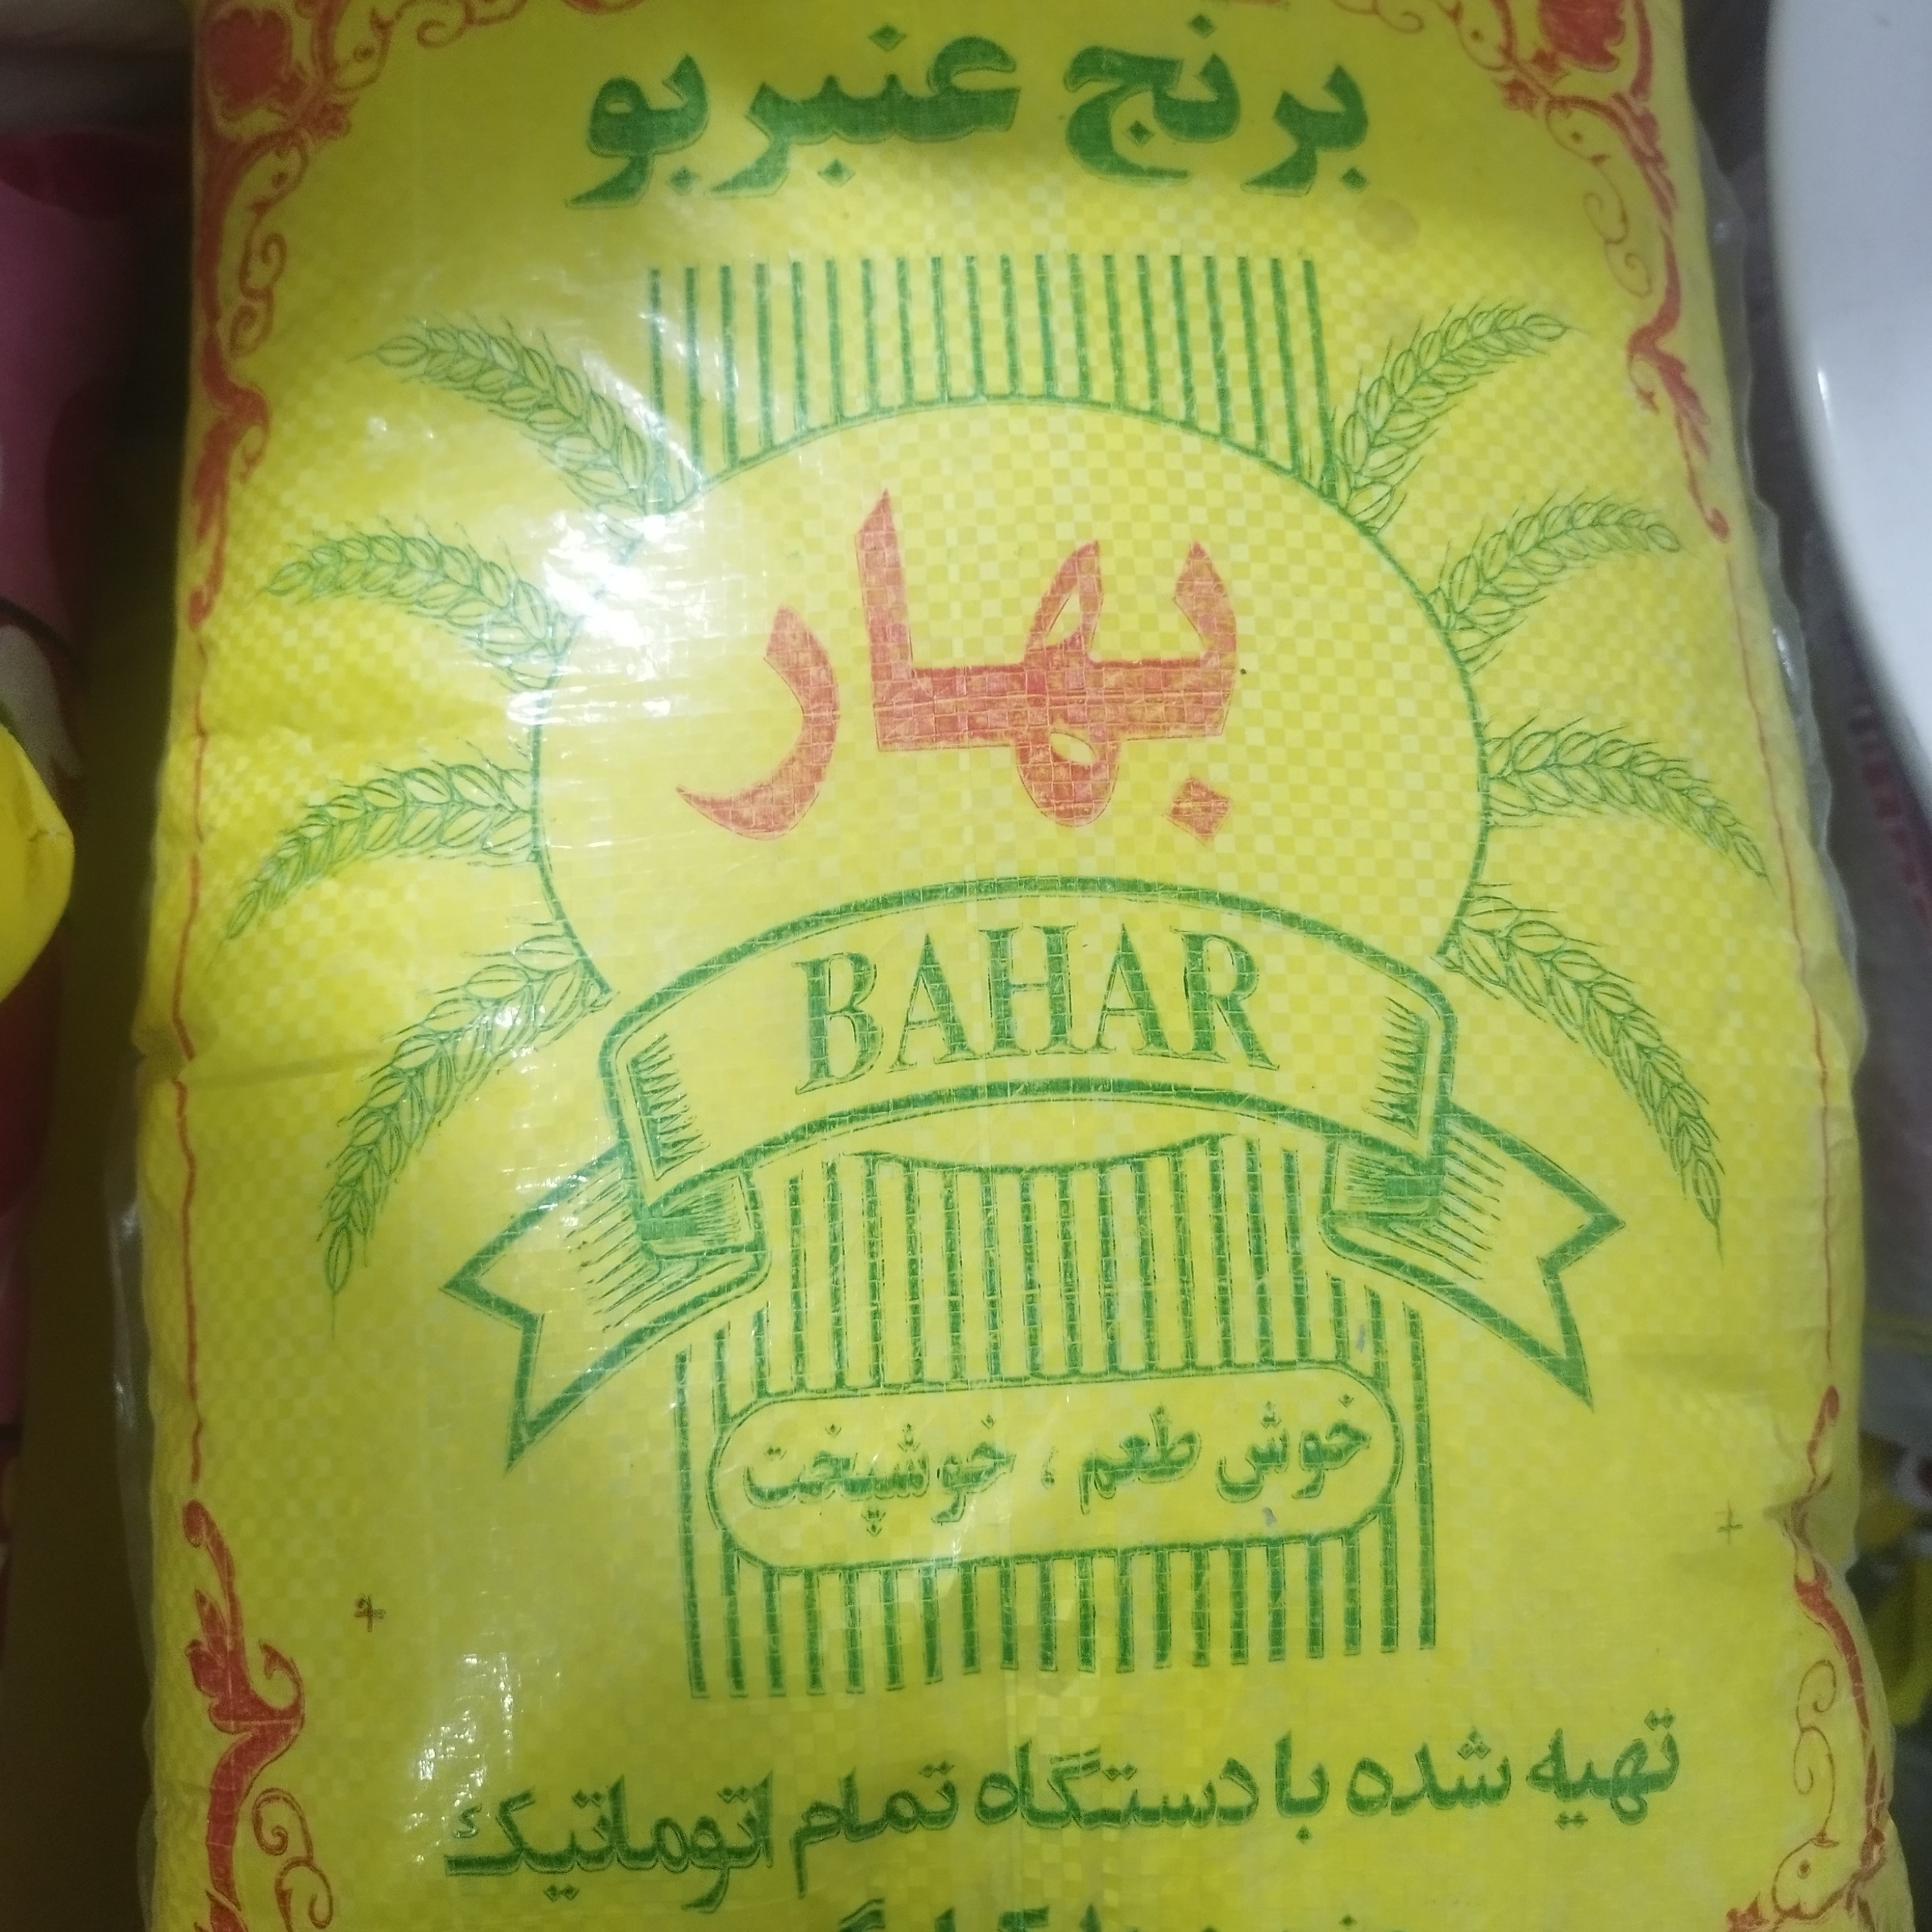 برنج عنبربو
بهار
BAHAR
خوش طعم ، خوشپخت
تهیه شده با دستگاه تمام اتوماتیک